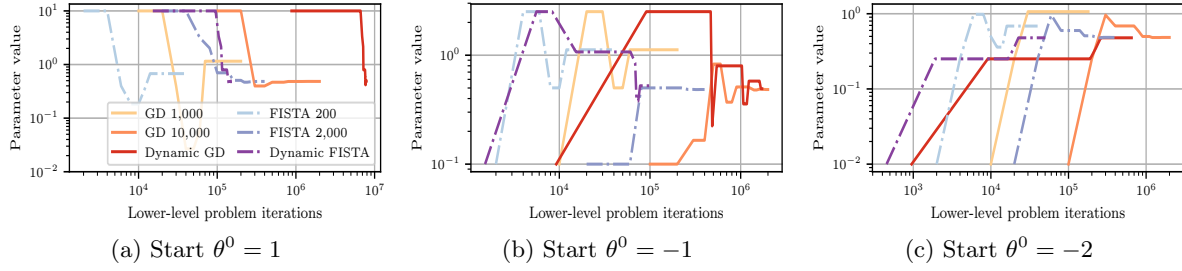 Parameter value
10^1
10^0
10^{-1}
10^{-2}
GD 1,000
GD 10,000
Dynamic GD
FISTA 200
FISTA 2,000
Dynamic FISTA
10^4
10^5
10^6
10^7
Lower-level problem iterations
(a) Start θ^0 = 1
Parameter value
10^0
10^{-1}
10^4
10^5
10^6
Lower-level problem iterations
(b) Start θ^0 = −1
Parameter value
10^0
10^{-1}
10^{-2}
10^3
10^4
10^5
10^6
Lower-level problem iterations
(c) Start θ^0 = −2